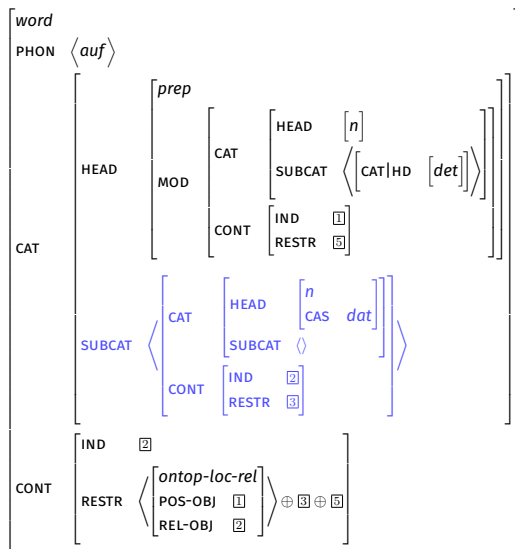 word
PHON ⟨auf⟩
prep
HEAD [n]
CAT
SUBCAT ⟨[CAT|HD [det]]⟩
HEAD
MOD
IND 1
CONT
RESTR 5
CAT
n
HEAD
CAS dat
CAT
SUBCAT ⟨⟩
SUBCAT
IND 2
CONT
RESTR 3
IND 2
CONT
ontop-loc-rel
RESTR ⟨ POS-OBJ 1 ⟩ ⊕ 3 ⊕ 5
REL-OBJ 2